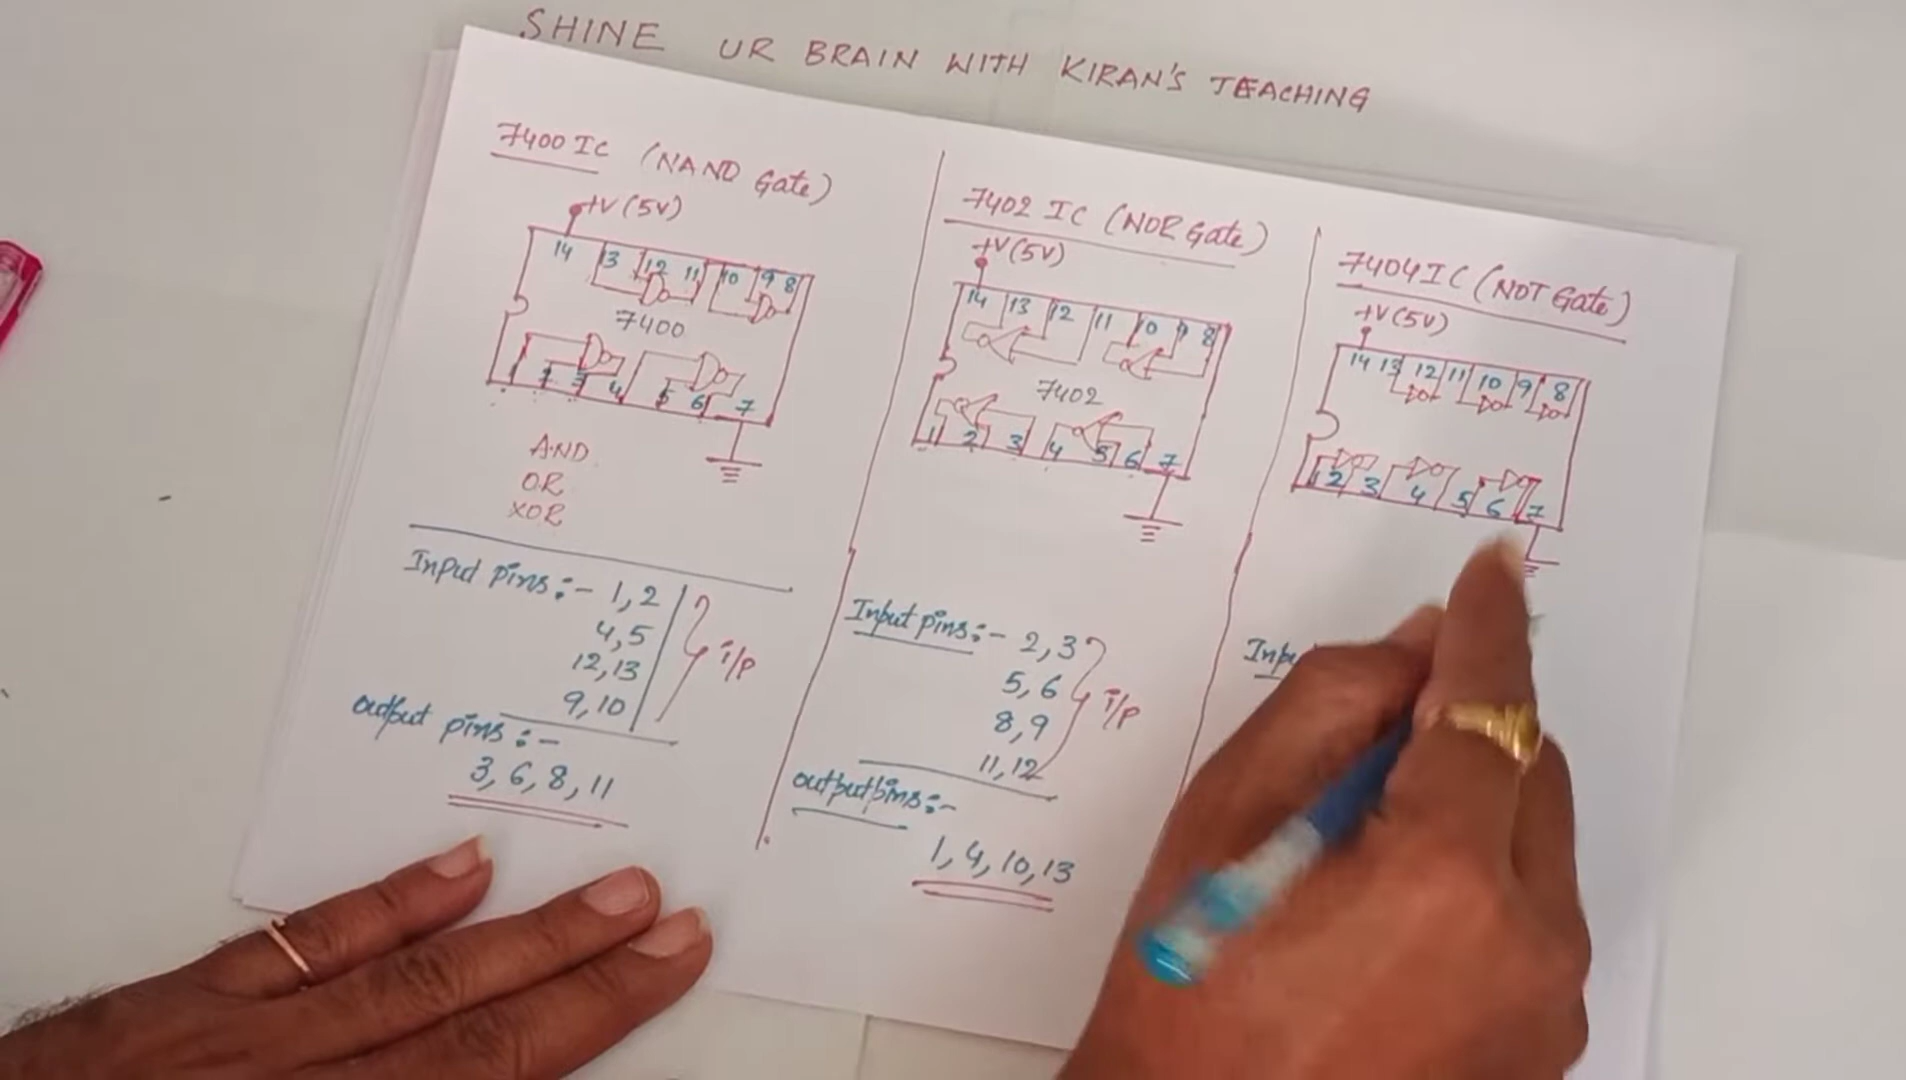 SHINE UR BRAIN WITH KIRAN'S TEACHING
7400 IC (NAND Gate)
+V (5V)
14 13 12 11 10 9 8
7400
1 2 3 4 5 6 7
AND
OR
XOR
Input pins :- 1, 2
4, 5
12, 13
9, 10
i/p
output pins :-
3, 6, 8, 11
7402 IC (NOR Gate)
+V (5V)
14 13 12 11 10 9 8
7402
1 2 3 4 5 6 7
Input pins :- 2, 3
5, 6
8, 9
11, 12
i/p
output pins :-
1, 4, 10, 13
7404 IC (NOT Gate)
+V (5V)
14 13 12 11 10 9 8
1 2 3 4 5 6 7